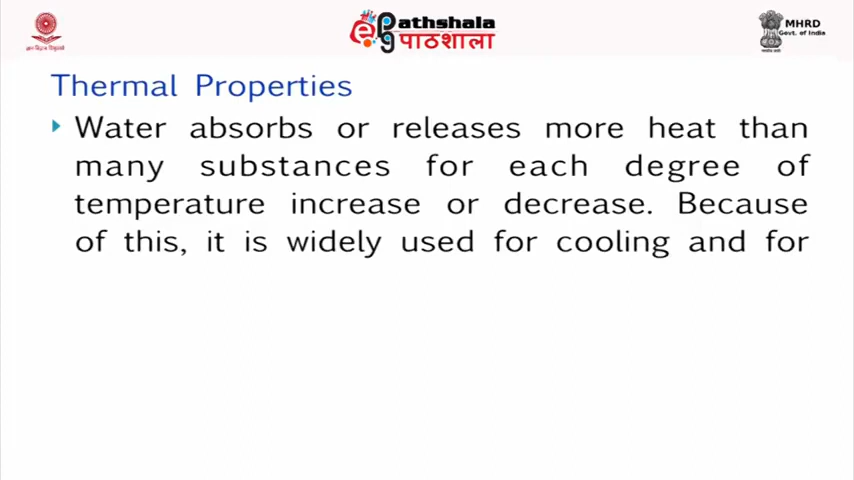 ePathshala
पाठशाला
MHRD
Govt. of India
Thermal Properties
Water absorbs or releases more heat than
many substances for each degree of
temperature increase or decrease. Because
of this, it is widely used for cooling and for